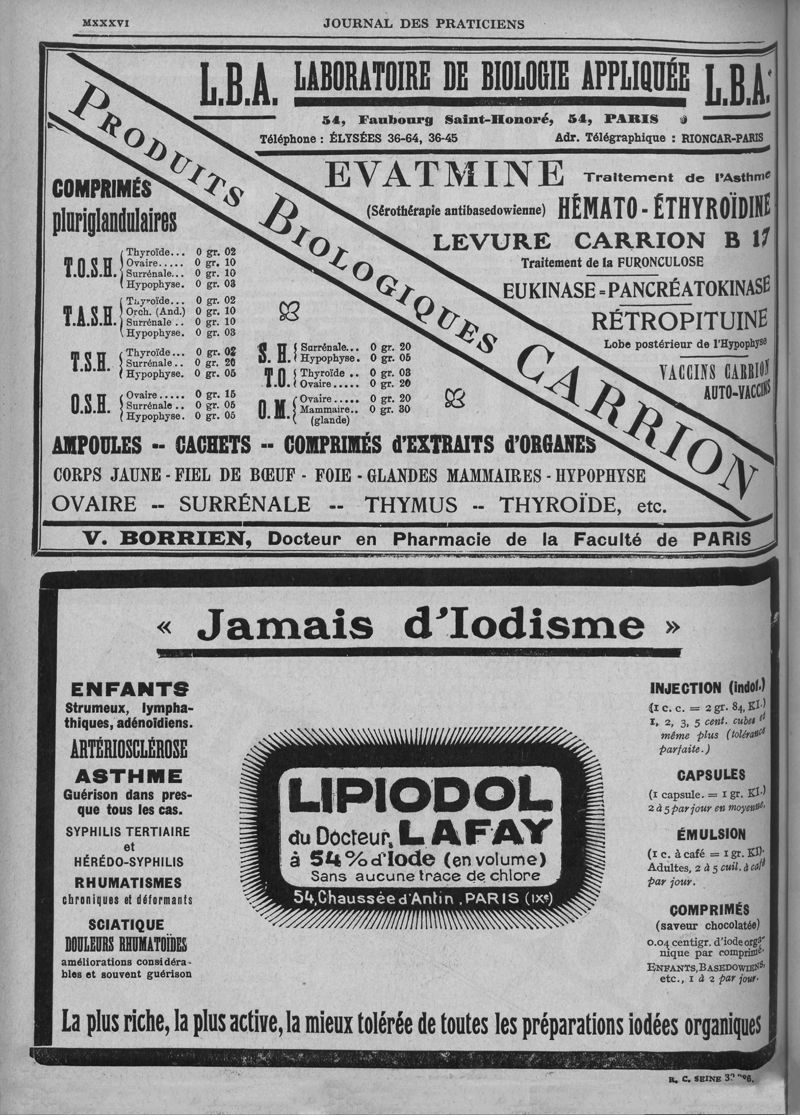 MXXXVI
JOURNAL DES PRATICIENS
L.B.A. LABORATOIRE DE BIOLOGIE APPLIQUÉE L.B.A.
54, Faubourg Saint-Honoré, 54, PARIS
Téléphone : ÉLYSÉES 36-64, 36-45
Adr. Télégraphique : RIONCAR-PARIS
PRODUITS BIOLOGIQUES CARRION
EVATMINE Traitement de l'Asthme
(Sérothérapie antibasedowienne) HÉMATO-ÉTHYROÏDINE
LEVURE CARRION B 17
Traitement de la FURONCULOSE
EUKINASE=PANCRÉATOKINASE
RÉTROPITUINE
Lobe postérieur de l'Hypophyse
VACCINS CARRION
AUTO-VACCINS
COMPRIMÉS
pluriglandulaires
T.O.S.H.
Thyroïde... 0 gr. 02
Ovaire..... 0 gr. 10
Surrénale... 0 gr. 10
Hypophyse. 0 gr. 03
T.A.S.H.
Thyroïde... 0 gr. 02
Orch. (And.) 0 gr. 10
Surrénale .. 0 gr. 10
Hypophyse. 0 gr. 03
T.S.H.
Thyroïde... 0 gr. 02
Surrénale .. 0 gr. 20
Hypophyse. 0 gr. 05
O.S.H.
Ovaire..... 0 gr. 15
Surrénale .. 0 gr. 05
Hypophyse. 0 gr. 05
S. H.
Surrénale... 0 gr. 20
Hypophyse. 0 gr. 05
T.O.
Thyroïde .. 0 gr. 03
Ovaire..... 0 gr. 20
O.M.
Ovaire..... 0 gr. 20
Mammaire.. 0 gr. 30
(glande)
AMPOULES -- CACHETS -- COMPRIMÉS d'EXTRAITS d'ORGANES
CORPS JAUNE - FIEL DE BŒUF - FOIE - GLANDES MAMMAIRES - HYPOPHYSE
OVAIRE -- SURRÉNALE -- THYMUS -- THYROÏDE, etc.
V. BORRIEN, Docteur en Pharmacie de la Faculté de PARIS
« Jamais d'Iodisme »
ENFANTS
Strumeux, lympha-
thiques, adénoïdiens.
ARTÉRIOSCLÉROSE
ASTHME
Guérison dans pres-
que tous les cas.
SYPHILIS TERTIAIRE
et
HÉRÉDO-SYPHILIS
RHUMATISMES
chroniques et déformants
SCIATIQUE
DOULEURS RHUMATOÏDES
améliorations considéra-
bles et souvent guérison
LIPIODOL
du Docteur LAFAY
à 54% d'Iode (en volume)
Sans aucune trace de chlore
54, Chaussée d'Antin, PARIS (IXe)
INJECTION (indol.)
(1 c. c. = 2 gr. 84, KI.)
1, 2, 3, 5 cent. cubes et
même plus (tolérance
parfaite.)
CAPSULES
(1 capsule. = 1 gr. KI.)
2 à 5 par jour en moyenne.
ÉMULSION
(1 c. à café = 1 gr. KI).
Adultes, 2 à 5 cuil. à café
par jour.
COMPRIMÉS
(saveur chocolatée)
0.04 centigr. d'iode orga-
nique par comprimé.
ENFANTS, BASEDOWIENS,
etc., 1 à 2 par jour.
La plus riche, la plus active, la mieux tolérée de toutes les préparations iodées organiques
R. C. SEINE